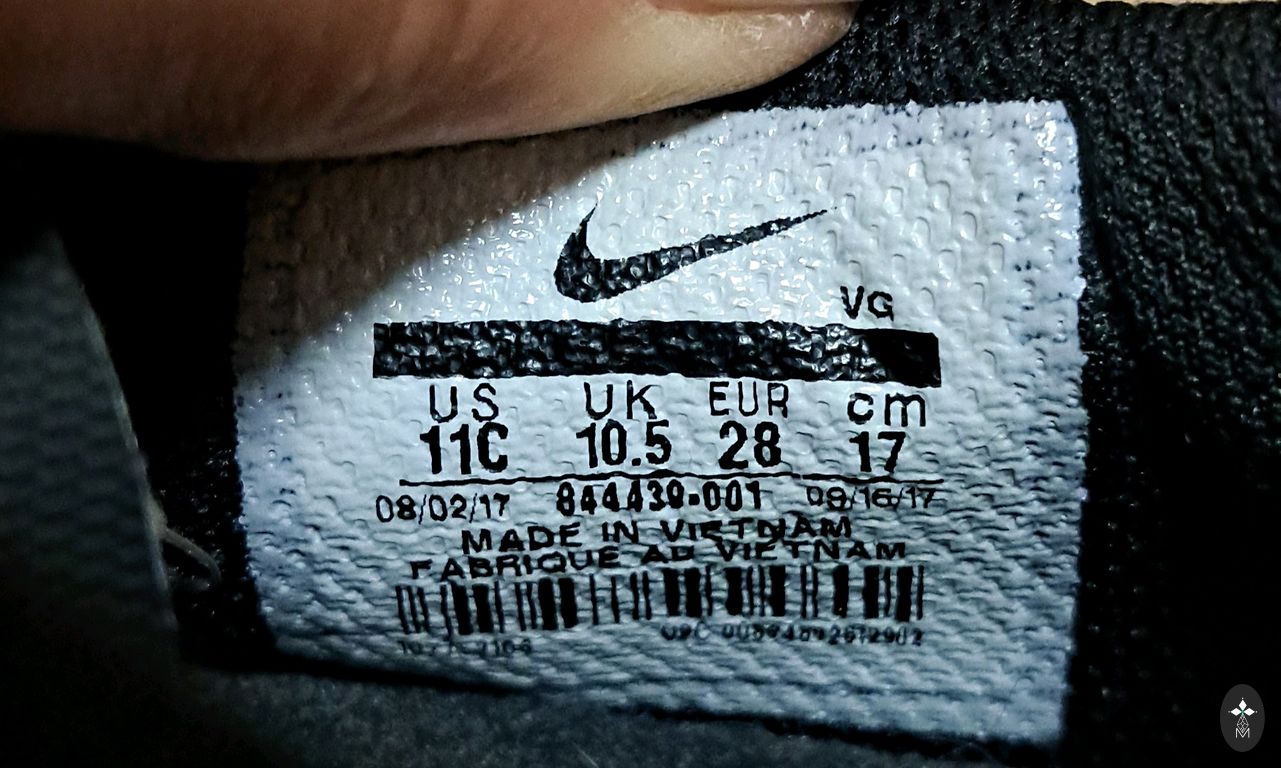 VG
US UK EUR cm
11C 10.5 28 17
08/02/17 844439-001 09/16/17
MADE IN VIETNAM
FABRIQUE AU VIETNAM
UPC